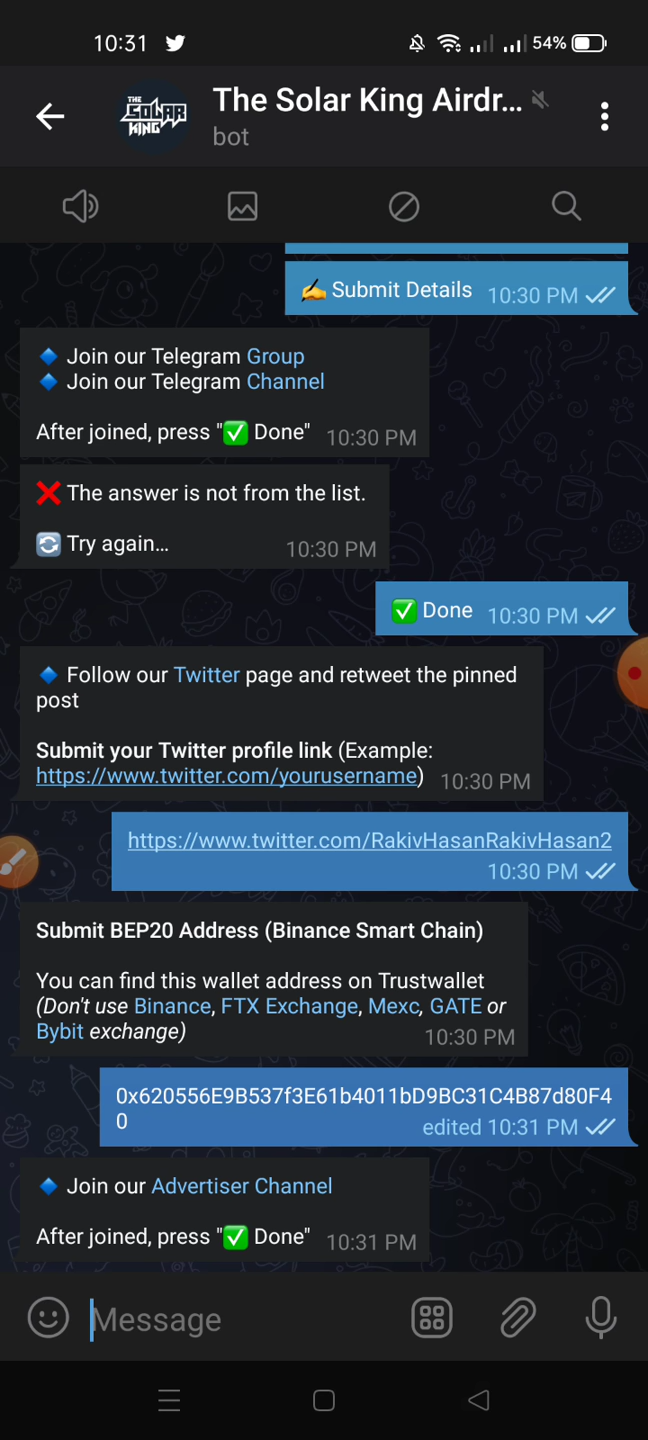 10:31
54%
THE SOLAR KING
The Solar King Airdr...
bot
✍️ Submit Details 10:30 PM
🔹 Join our Telegram Group
🔹 Join our Telegram Channel
After joined, press "✅ Done" 10:30 PM
❌ The answer is not from the list.
🔄 Try again... 10:30 PM
✅ Done 10:30 PM
🔹 Follow our Twitter page and retweet the pinned
post
Submit your Twitter profile link (Example:
https://www.twitter.com/yourusername) 10:30 PM
https://www.twitter.com/RakivHasanRakivHasan2
10:30 PM
Submit BEP20 Address (Binance Smart Chain)
You can find this wallet address on Trustwallet
(Don't use Binance, FTX Exchange, Mexc, GATE or
Bybit exchange) 10:30 PM
0x620556E9B537f3E61b4011bD9BC31C4B87d80F4
0 edited 10:31 PM
🔹 Join our Advertiser Channel
After joined, press "✅ Done" 10:31 PM
Message